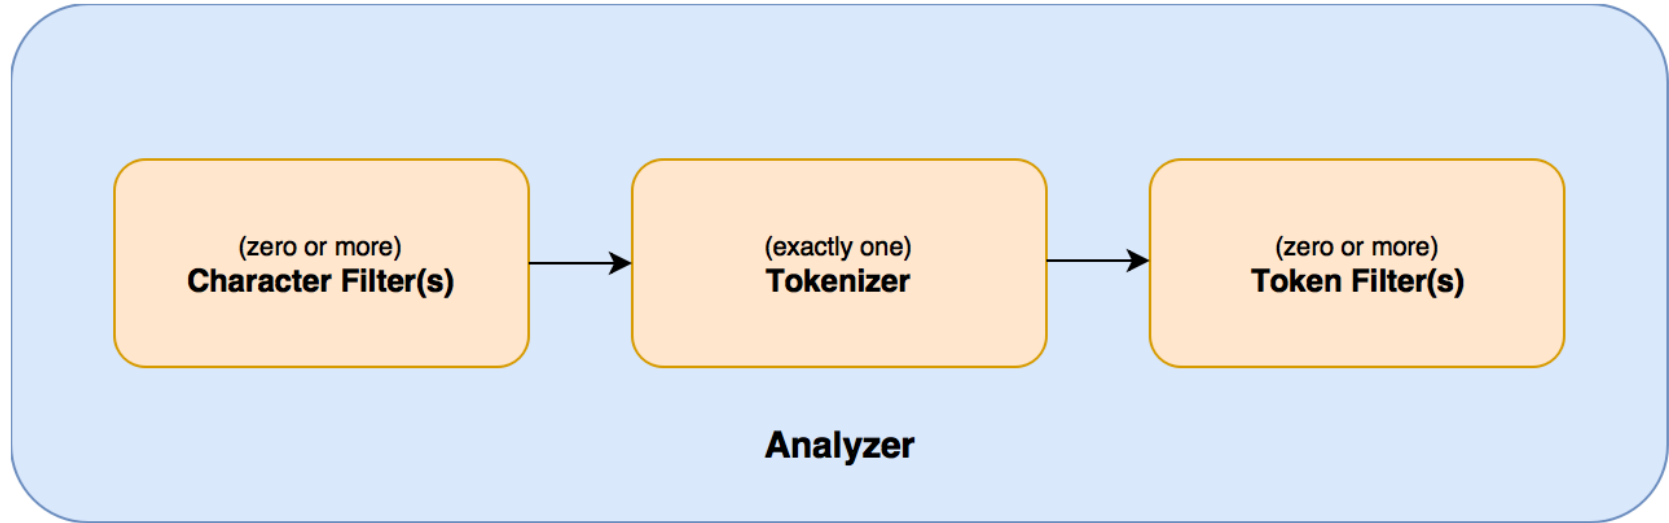 (zero or more)
Character Filter(s)
(exactly one)
Tokenizer
(zero or more)
Token Filter(s)
Analyzer